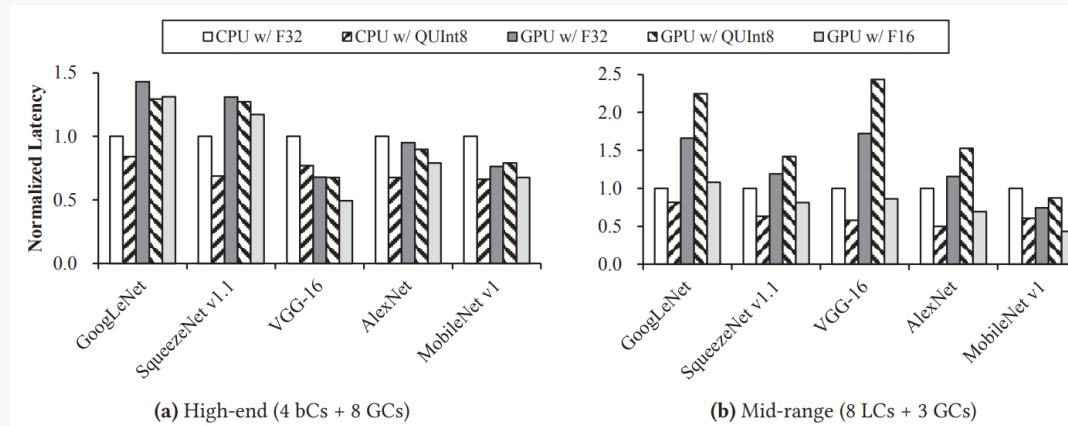 CPU w/ F32 CPU w/ QUInt8 GPU w/ F32 GPU w/ QUInt8 GPU w/ F16
Normalized Latency
1.5
1.0
0.5
0.0
GoogLeNet
SqueezeNet v1.1
VGG-16
AlexNet
MobileNet v1
(a) High-end (4 bCs + 8 GCs)
2.5
2.0
1.5
1.0
0.5
0.0
GoogLeNet
SqueezeNet v1.1
VGG-16
AlexNet
MobileNet v1
(b) Mid-range (8 LCs + 3 GCs)